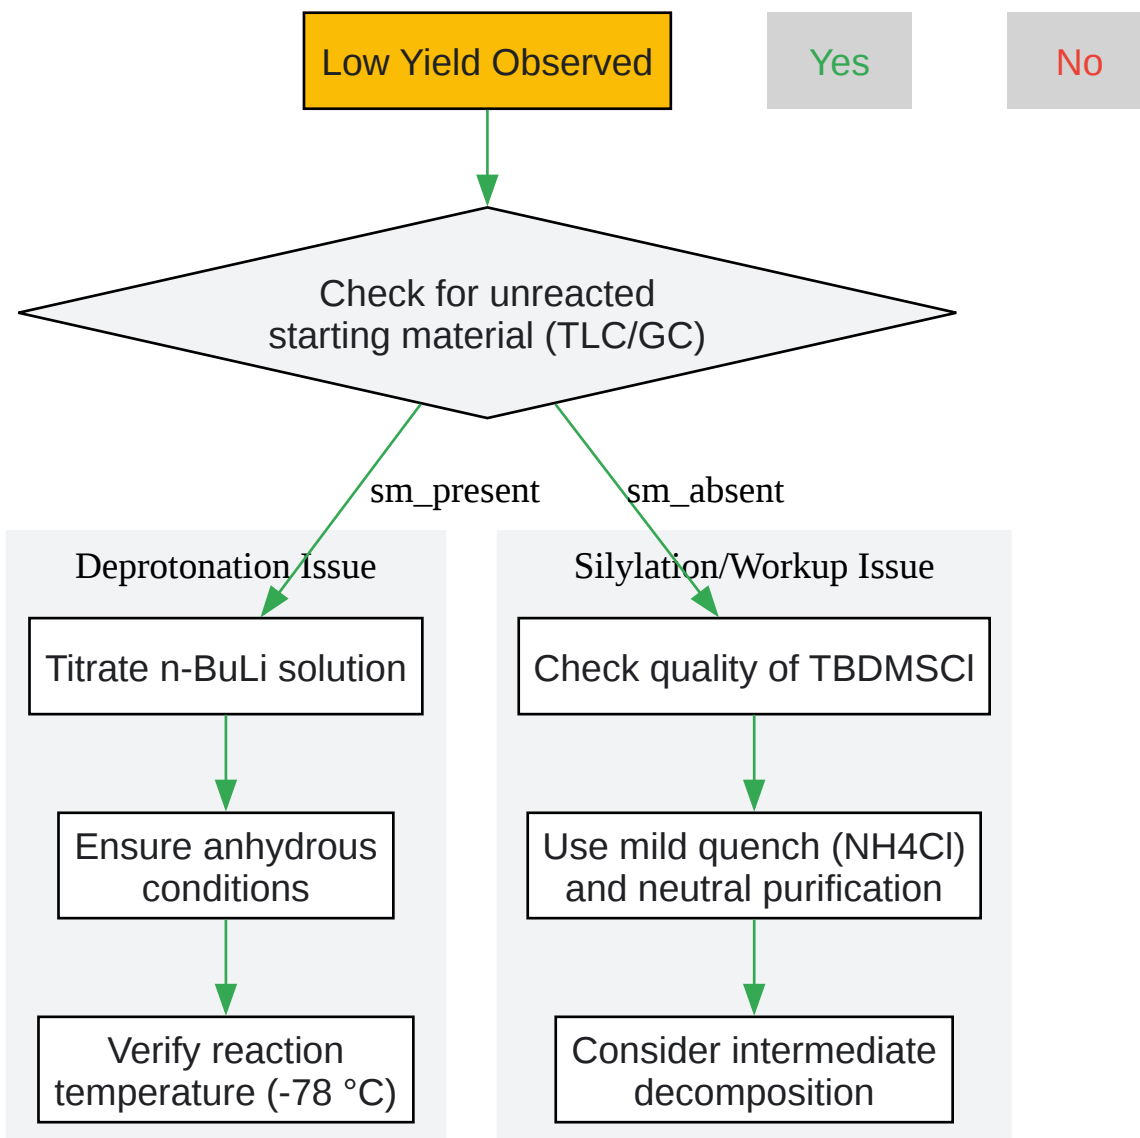 Low Yield Observed
Yes
No
Check for unreacted
starting material (TLC/GC)
sm_present
sm_absent
Deprotonation Issue
Titrate n-BuLi solution
Ensure anhydrous
conditions
Verify reaction
temperature (-78 °C)
Silylation/Workup Issue
Check quality of TBDMSCl
Use mild quench (NH4Cl)
and neutral purification
Consider intermediate
decomposition